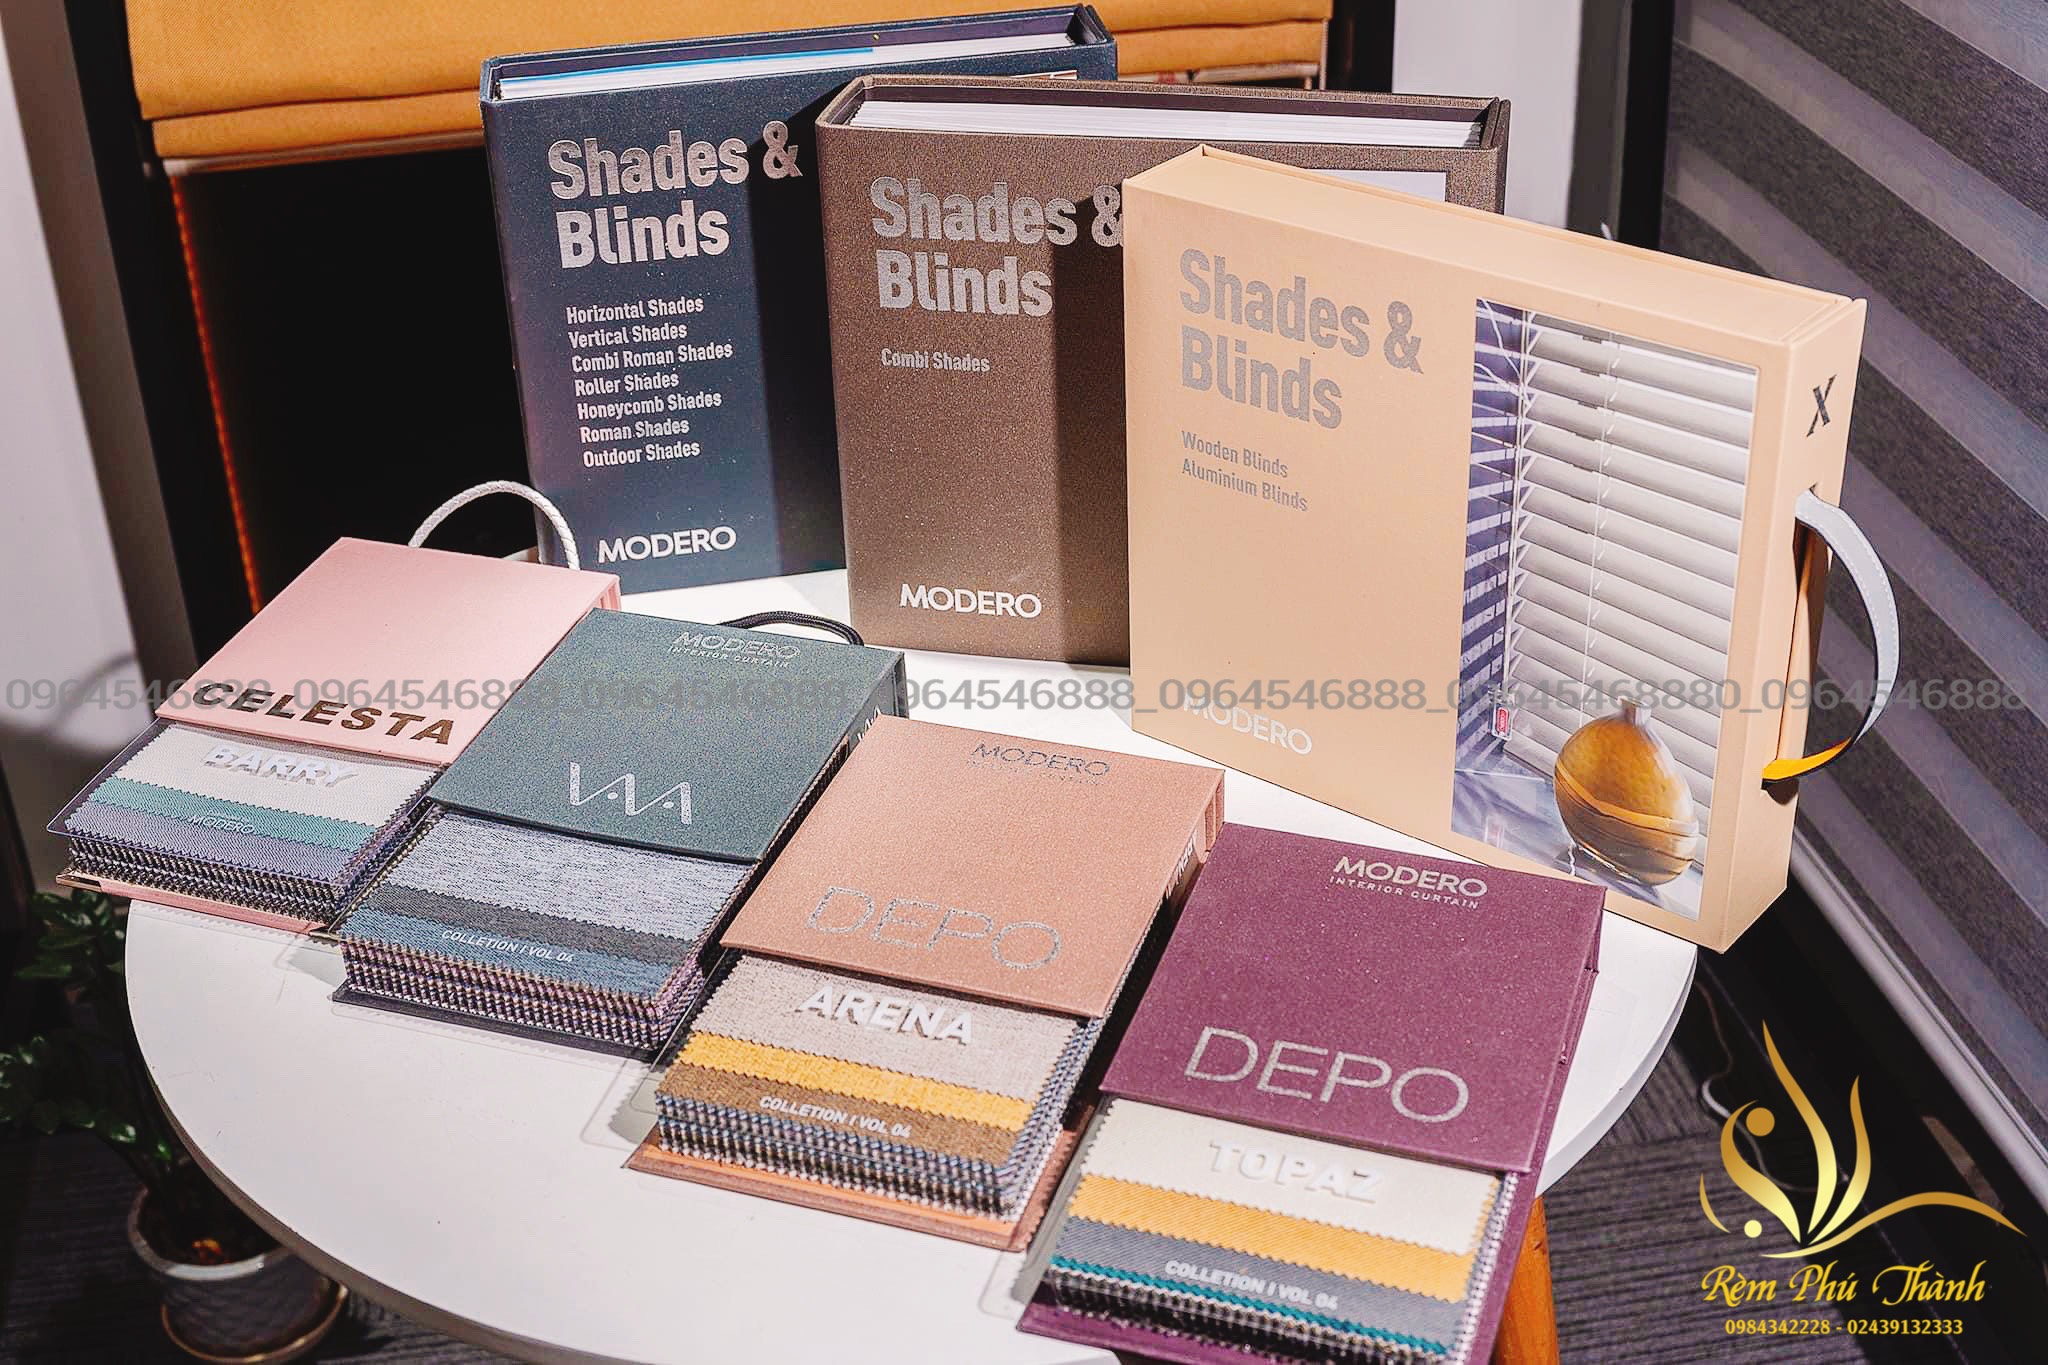 Shades &
Blinds
Horizontal Shades
Vertical Shades
Combi Roman Shades
Roller Shades
Honeycomb Shades
Roman Shades
Outdoor Shades
MODERO
Shades &
Blinds
Combi Shades
MODERO
Shades &
Blinds
Wooden Blinds
Aluminium Blinds
MODERO
X
CELESTA
BARRY
MODERO
MODERO
INTERIOR CURTAIN
COLLETION I VOL 04
MODERO
DEPO
ARENA
COLLETION I VOL 04
MODERO
INTERIOR CURTAIN
DEPO
TOPAZ
COLLETION I VOL 04
0964546888_0964546888_0964546888_0964546888_09645468880_0964546888
Rèm Phú Thành
0984342228 - 02439132333